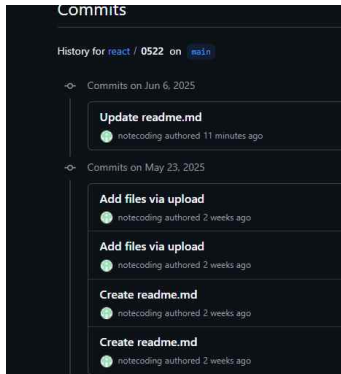 Commits
History for react / 0522 on main
Commits on Jun 6, 2025
Update readme.md
notecoding authored 11 minutes ago
Commits on May 23, 2025
Add files via upload
notecoding authored 2 weeks ago
Add files via upload
notecoding authored 2 weeks ago
Create readme.md
notecoding authored 2 weeks ago
Create readme.md
notecoding authored 2 weeks ago